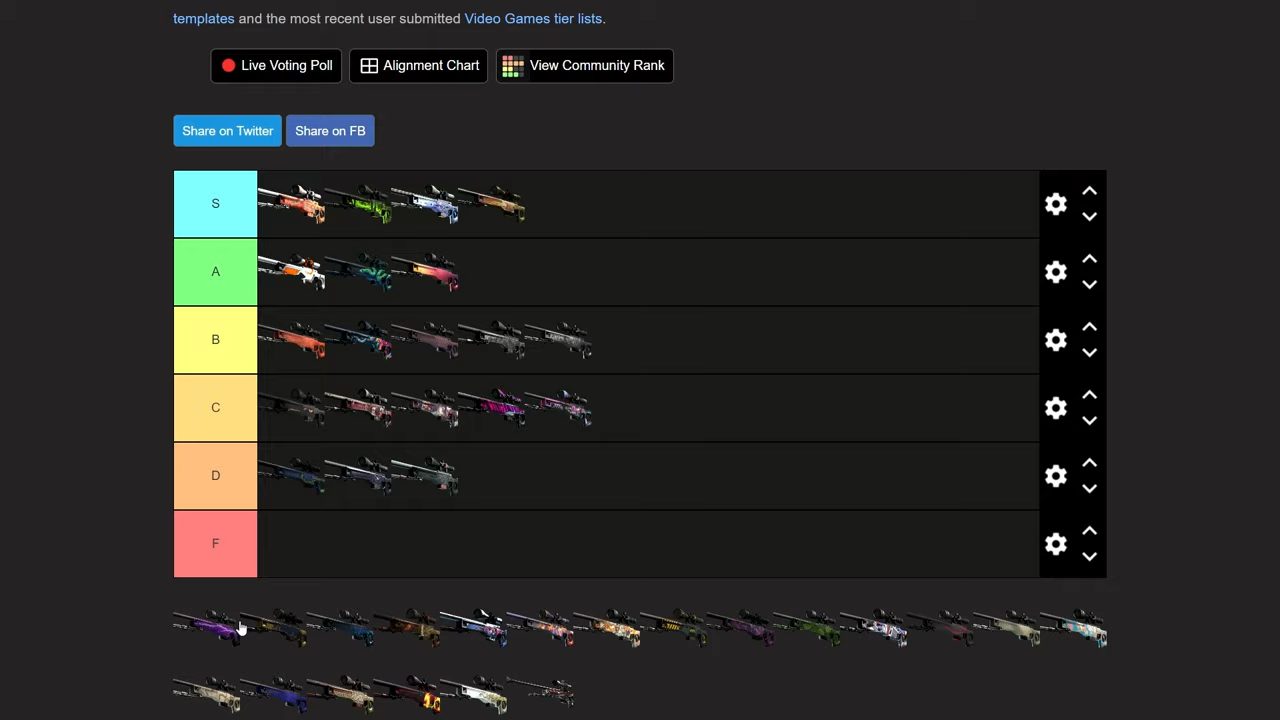 templates and the most recent user submitted Video Games tier lists.
Live Voting Poll
Alignment Chart
View Community Rank
Share on Twitter
Share on FB
S
A
B
C
D
F